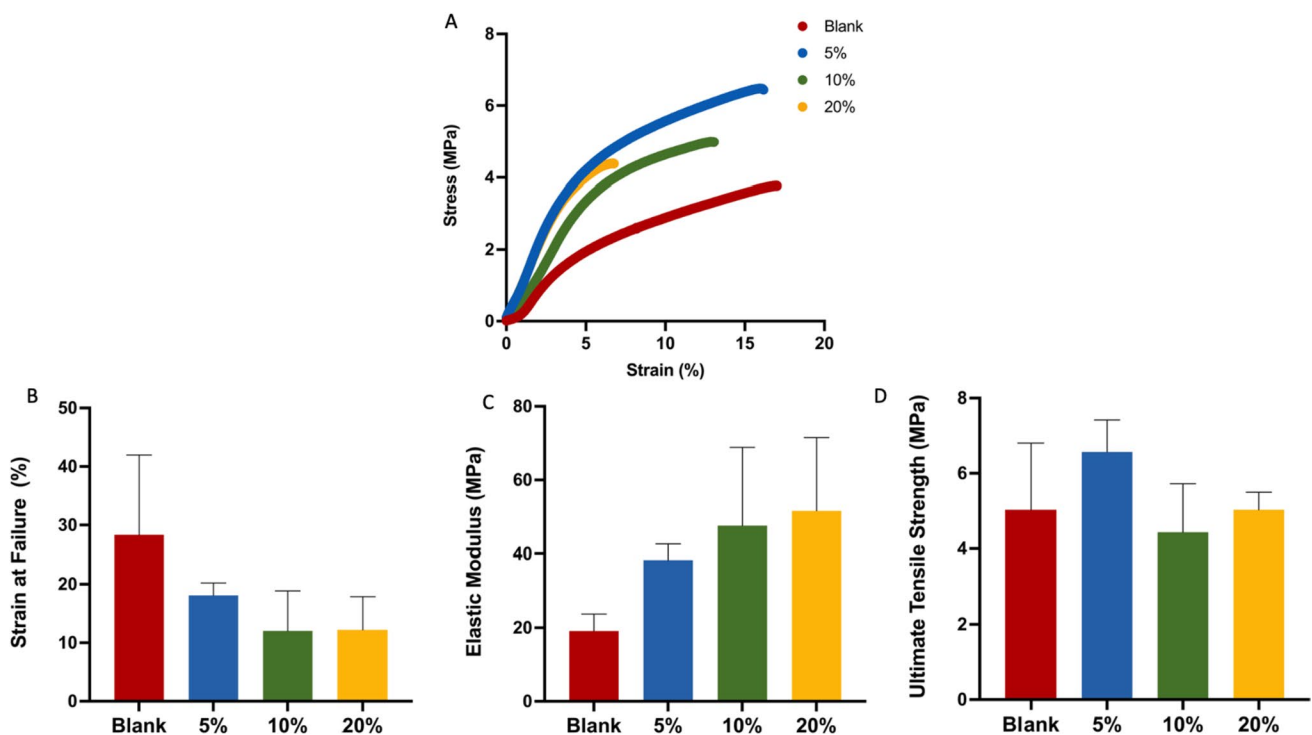 A
Blank
5%
10%
20%
8
6
4
2
0
Stress (MPa)
0 5 10 15 20
Strain (%)
B
50
40
30
20
10
0
Strain at Failure (%)
Blank 5% 10% 20%
C
80
60
40
20
0
Elastic Modulus (MPa)
Blank 5% 10% 20%
D
8
6
4
2
0
Ultimate Tensile Strength (MPa)
Blank 5% 10% 20%